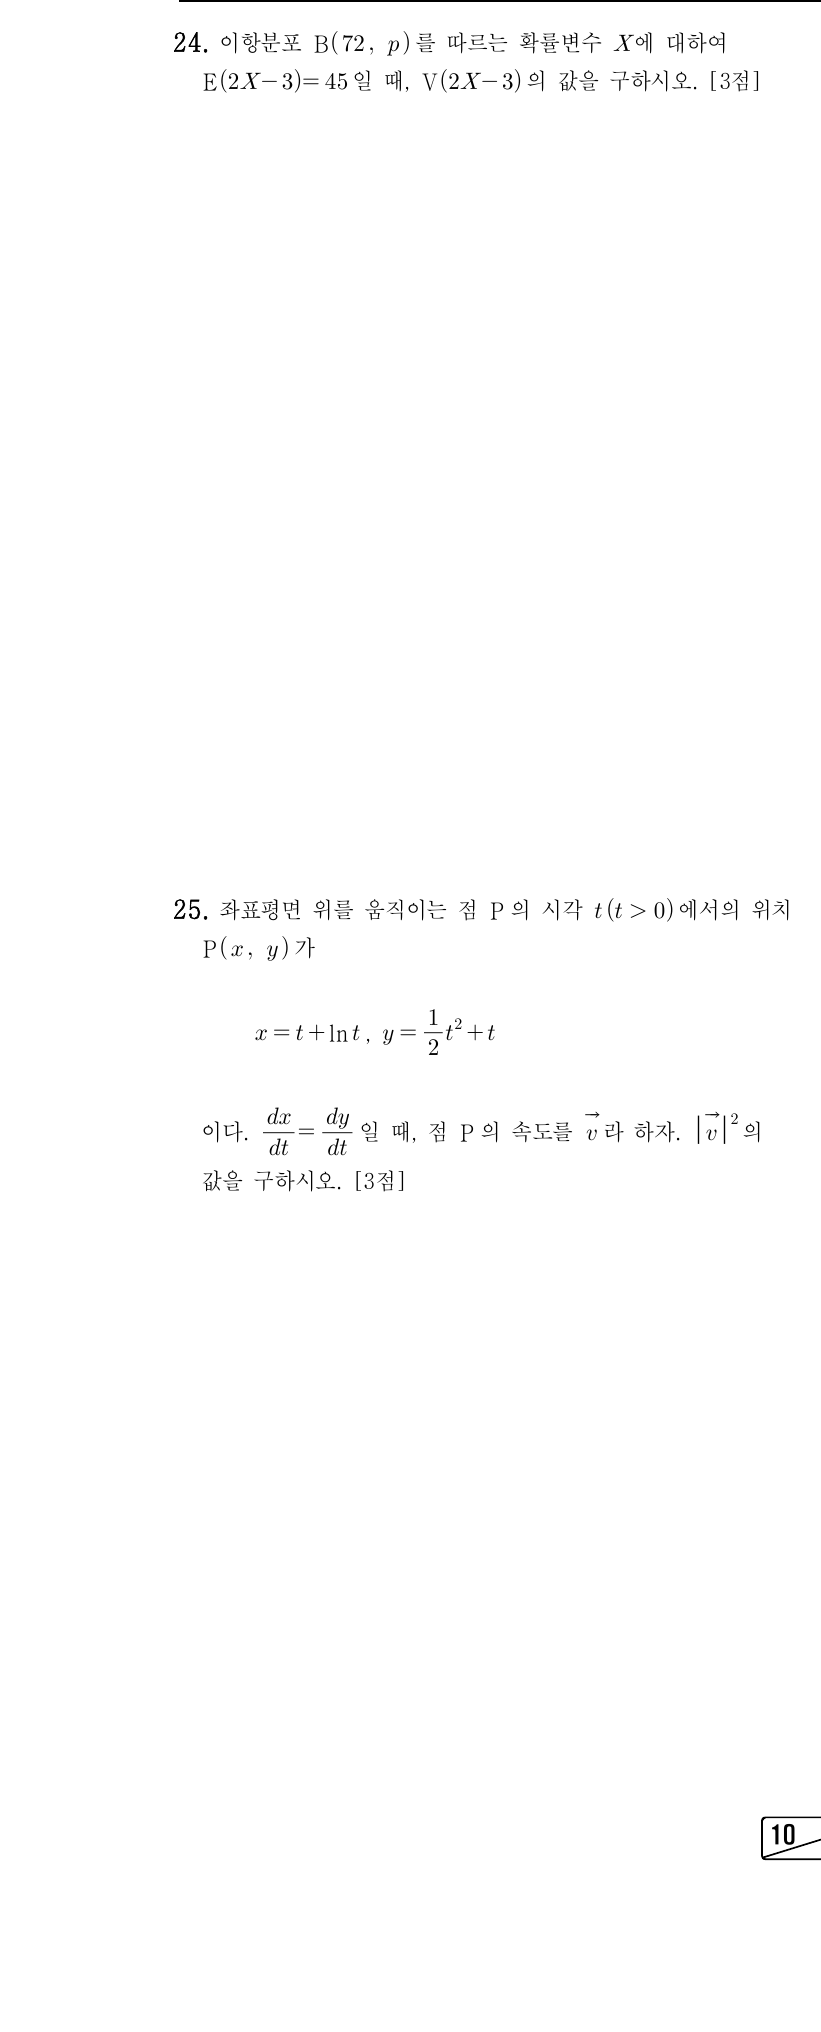 24. 이항분포 B(72, p)를 따르는 확률변수 X에 대하여
E(2X-3)=45일 때, V(2X-3)의 값을 구하시오. [3점]
25. 좌표평면 위를 움직이는 점 P의 시각 t(t>0)에서의 위치
P(x, y)가
x=t+ln t, y=\frac{1}{2}t^2+t
이다. \frac{dx}{dt}=\frac{dy}{dt}일 때, 점 P의 속도를 \vec{v}라 하자. |\vec{v}|^2의
값을 구하시오. [3점]
10